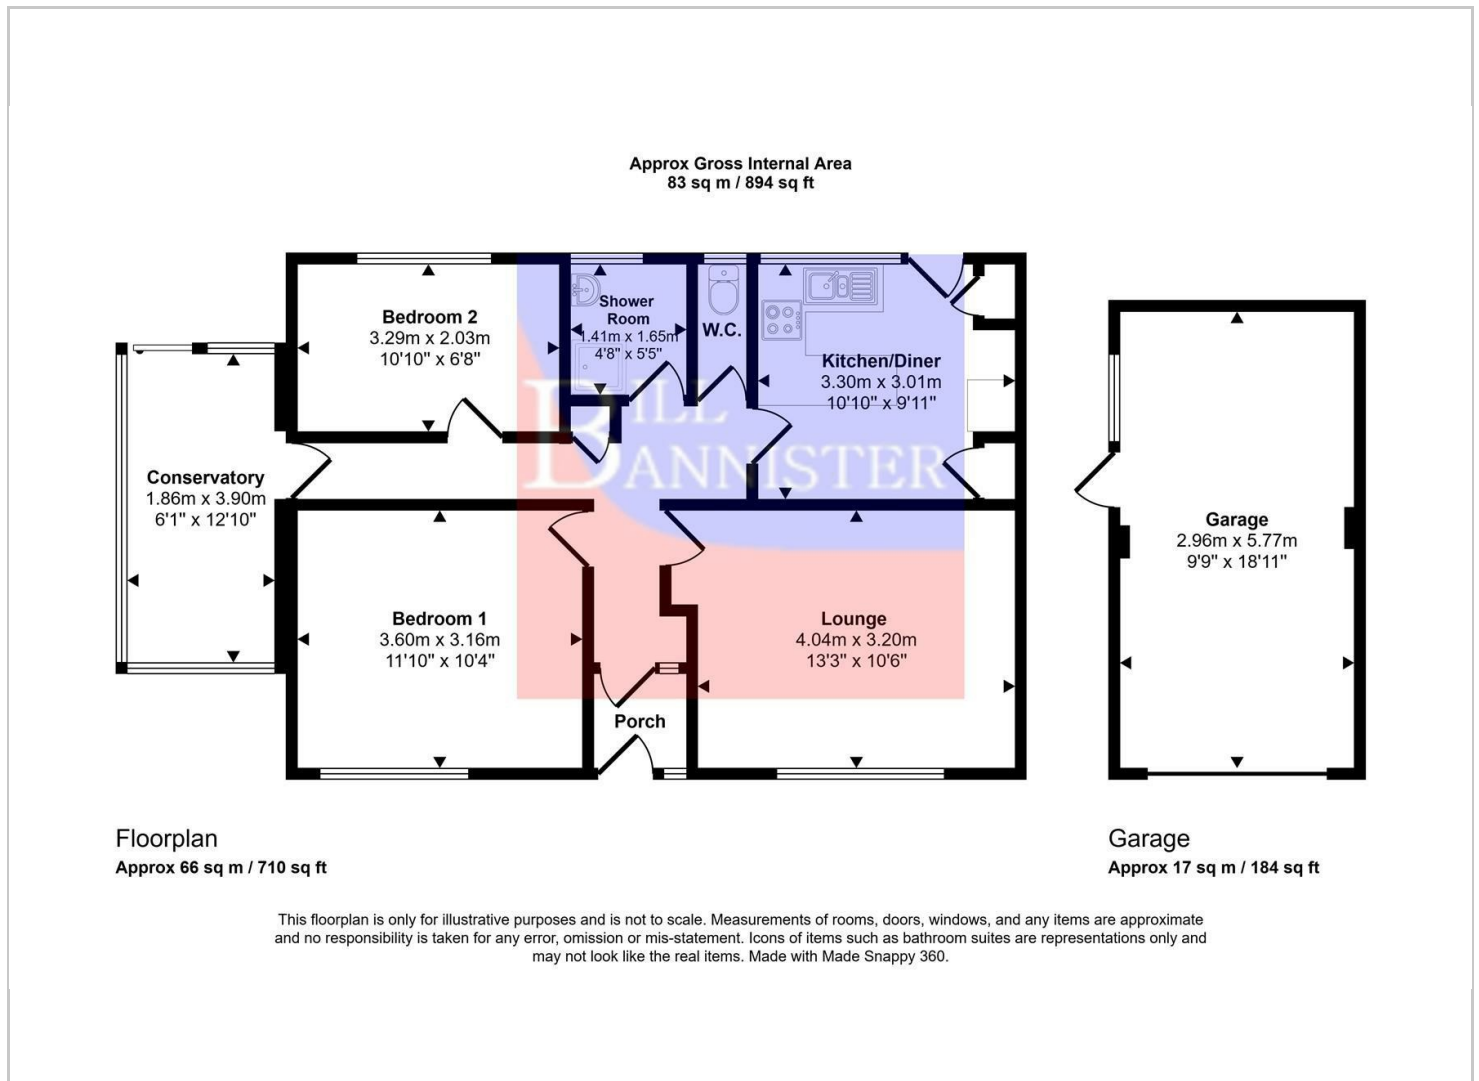 Approx Gross Internal Area
83 sq m / 894 sq ft
Bedroom 2
3.29m x 2.03m
10'10" x 6'8"
Shower
Room
1.41m x 1.65m
4'8" x 5'5"
W.C.
Kitchen/Diner
3.30m x 3.01m
10'10" x 9'11"
BILL
BANNISTER
Conservatory
1.86m x 3.90m
6'1" x 12'10"
Garage
2.96m x 5.77m
9'9" x 18'11"
Bedroom 1
3.60m x 3.16m
11'10" x 10'4"
Lounge
4.04m x 3.20m
13'3" x 10'6"
Porch
Floorplan
Approx 66 sq m / 710 sq ft
Garage
Approx 17 sq m / 184 sq ft
This floorplan is only for illustrative purposes and is not to scale. Measurements of rooms, doors, windows, and any items are approximate
and no responsibility is taken for any error, omission or mis-statement. Icons of items such as bathroom suites are representations only and
may not look like the real items. Made with Made Snappy 360.